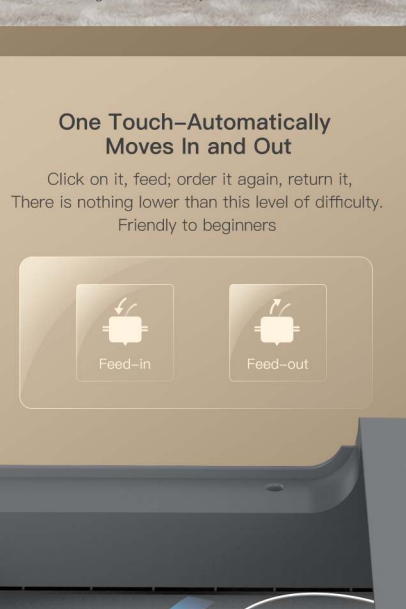 One Touch–Automatically
Moves In and Out
Click on it, feed; order it again, return it,
There is nothing lower than this level of difficulty.
Friendly to beginners
Feed–in
Feed–out